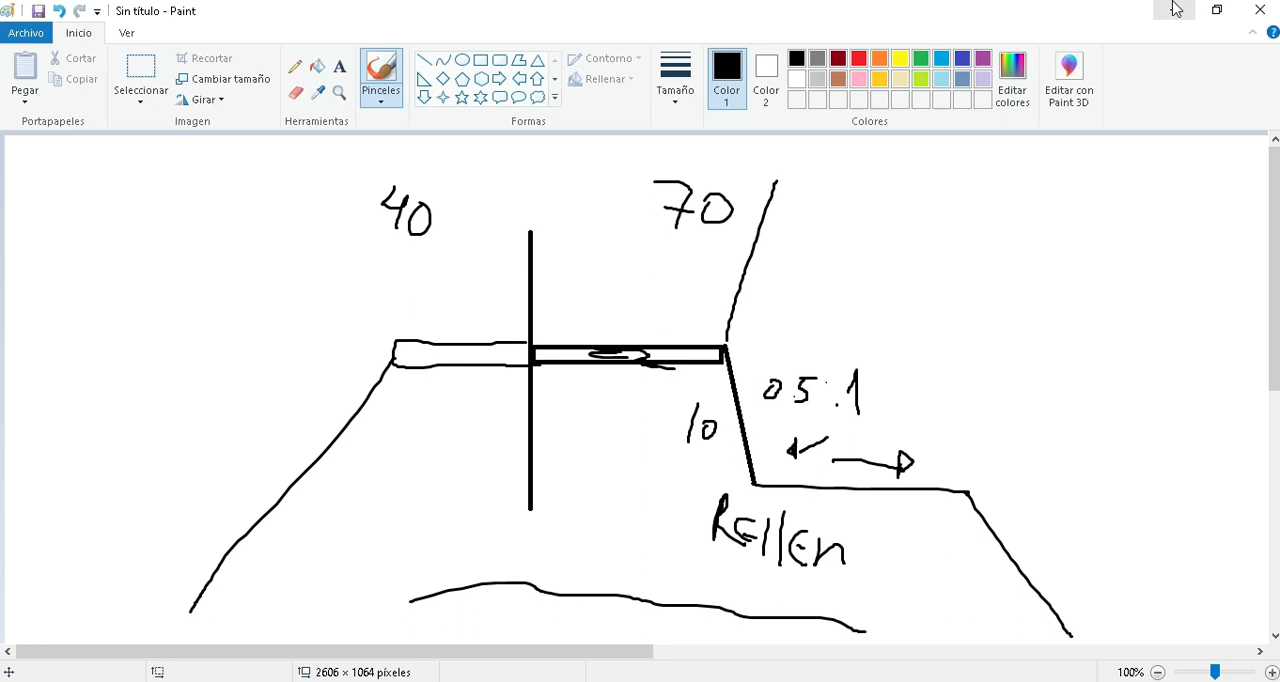 Sin título - Paint
Archivo Inicio Ver
Pegar
Cortar
Copiar
Portapapeles
Seleccionar
Recortar
Cambiar tamaño
Girar
Imagen
A
Herramientas
Pinceles
Contorno
Rellenar
Formas
Tamaño
Color 1
Color 2
Editar colores
Colores
Editar con Paint 3D
40
70
0.5:1
10
REllEn
2606 × 1064 píxeles
100%